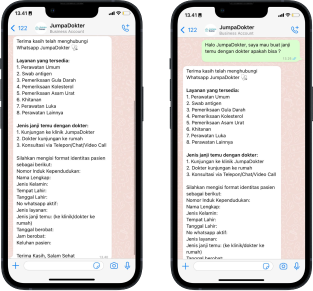 13.41
< 122
JumpaDokter
Business Account
Terima kasih telah menghubungi
Whatsapp JumpaDokter
Layanan yang tersedia:
1. Perawatan Umum
2. Swab antigen
3. Pemeriksaan Gula Darah
4. Pemeriksaan Kolesterol
5. Pemeriksaan Asam Urat
6. Khitanan
7. Perawatan Luka
8. Perawatan Lainnya
Jenis janji temu dengan dokter:
1. Kunjungan ke klinik JumpaDokter
2. Dokter kunjungan ke rumah
3. Konsultasi via Telepon/Chat/Video Call
Silahkan mengisi format identitas pasien
sebagai berikut:
Nomor Induk Kependudukan:
Nama Lengkap:
Jenis Kelamin:
Tempat Lahir:
Tanggal Lahir:
No whatsapp aktif:
Jenis layanan:
Jenis janji temu: (ke klinik/dokter ke
rumah)
Tanggal berobat:
Jam berobat:
Keluhan pasien:
Terima Kasih, Salam Sehat
13.41
< 122
JumpaDokter
Business Account
Halo JumpaDokter, saya mau buat janji
temu dengan dokter apakah bisa ?
Terima kasih telah menghubungi
Whatsapp JumpaDokter
Layanan yang tersedia:
1. Perawatan Umum
2. Swab antigen
3. Pemeriksaan Gula Darah
4. Pemeriksaan Kolesterol
5. Pemeriksaan Asam Urat
6. Khitanan
7. Perawatan Luka
8. Perawatan Lainnya
Jenis janji temu dengan dokter:
1. Kunjungan ke klinik JumpaDokter
2. Dokter kunjungan ke rumah
3. Konsultasi via Telepon/Chat/Video Call
Silahkan mengisi format identitas pasien
sebagai berikut:
Nomor Induk Kependudukan:
Nama Lengkap:
Jenis Kelamin:
Tempat Lahir:
Tanggal Lahir:
No whatsapp aktif:
Jenis layanan:
Jenis janji temu: (ke klinik/dokter ke
rumah)
Tanggal berobat: